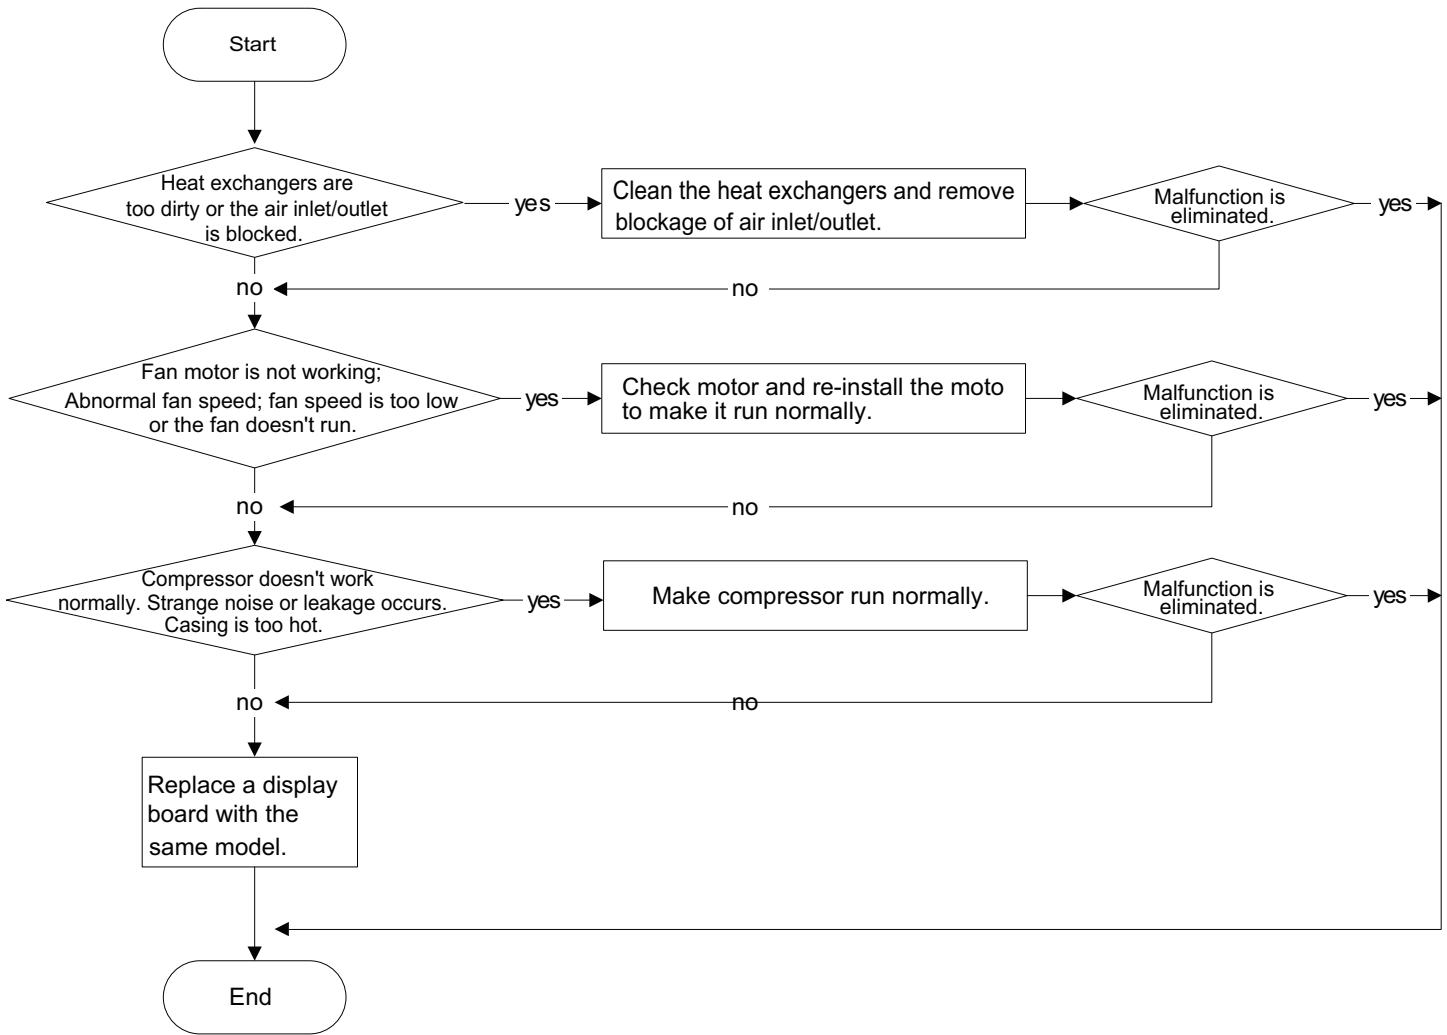 Start
Heat exchangers are
too dirty or the air inlet/outlet
is blocked.
yes
Clean the heat exchangers and remove
blockage of air inlet/outlet.
Malfunction is
eliminated.
yes
no
no
Fan motor is not working;
Abnormal fan speed; fan speed is too low
or the fan doesn't run.
yes
Check motor and re-install the moto
to make it run normally.
Malfunction is
eliminated.
yes
no
no
Compressor doesn't work
normally. Strange noise or leakage occurs.
Casing is too hot.
yes
Make compressor run normally.
Malfunction is
eliminated.
yes
no
no
Replace a display
board with the
same model.
End